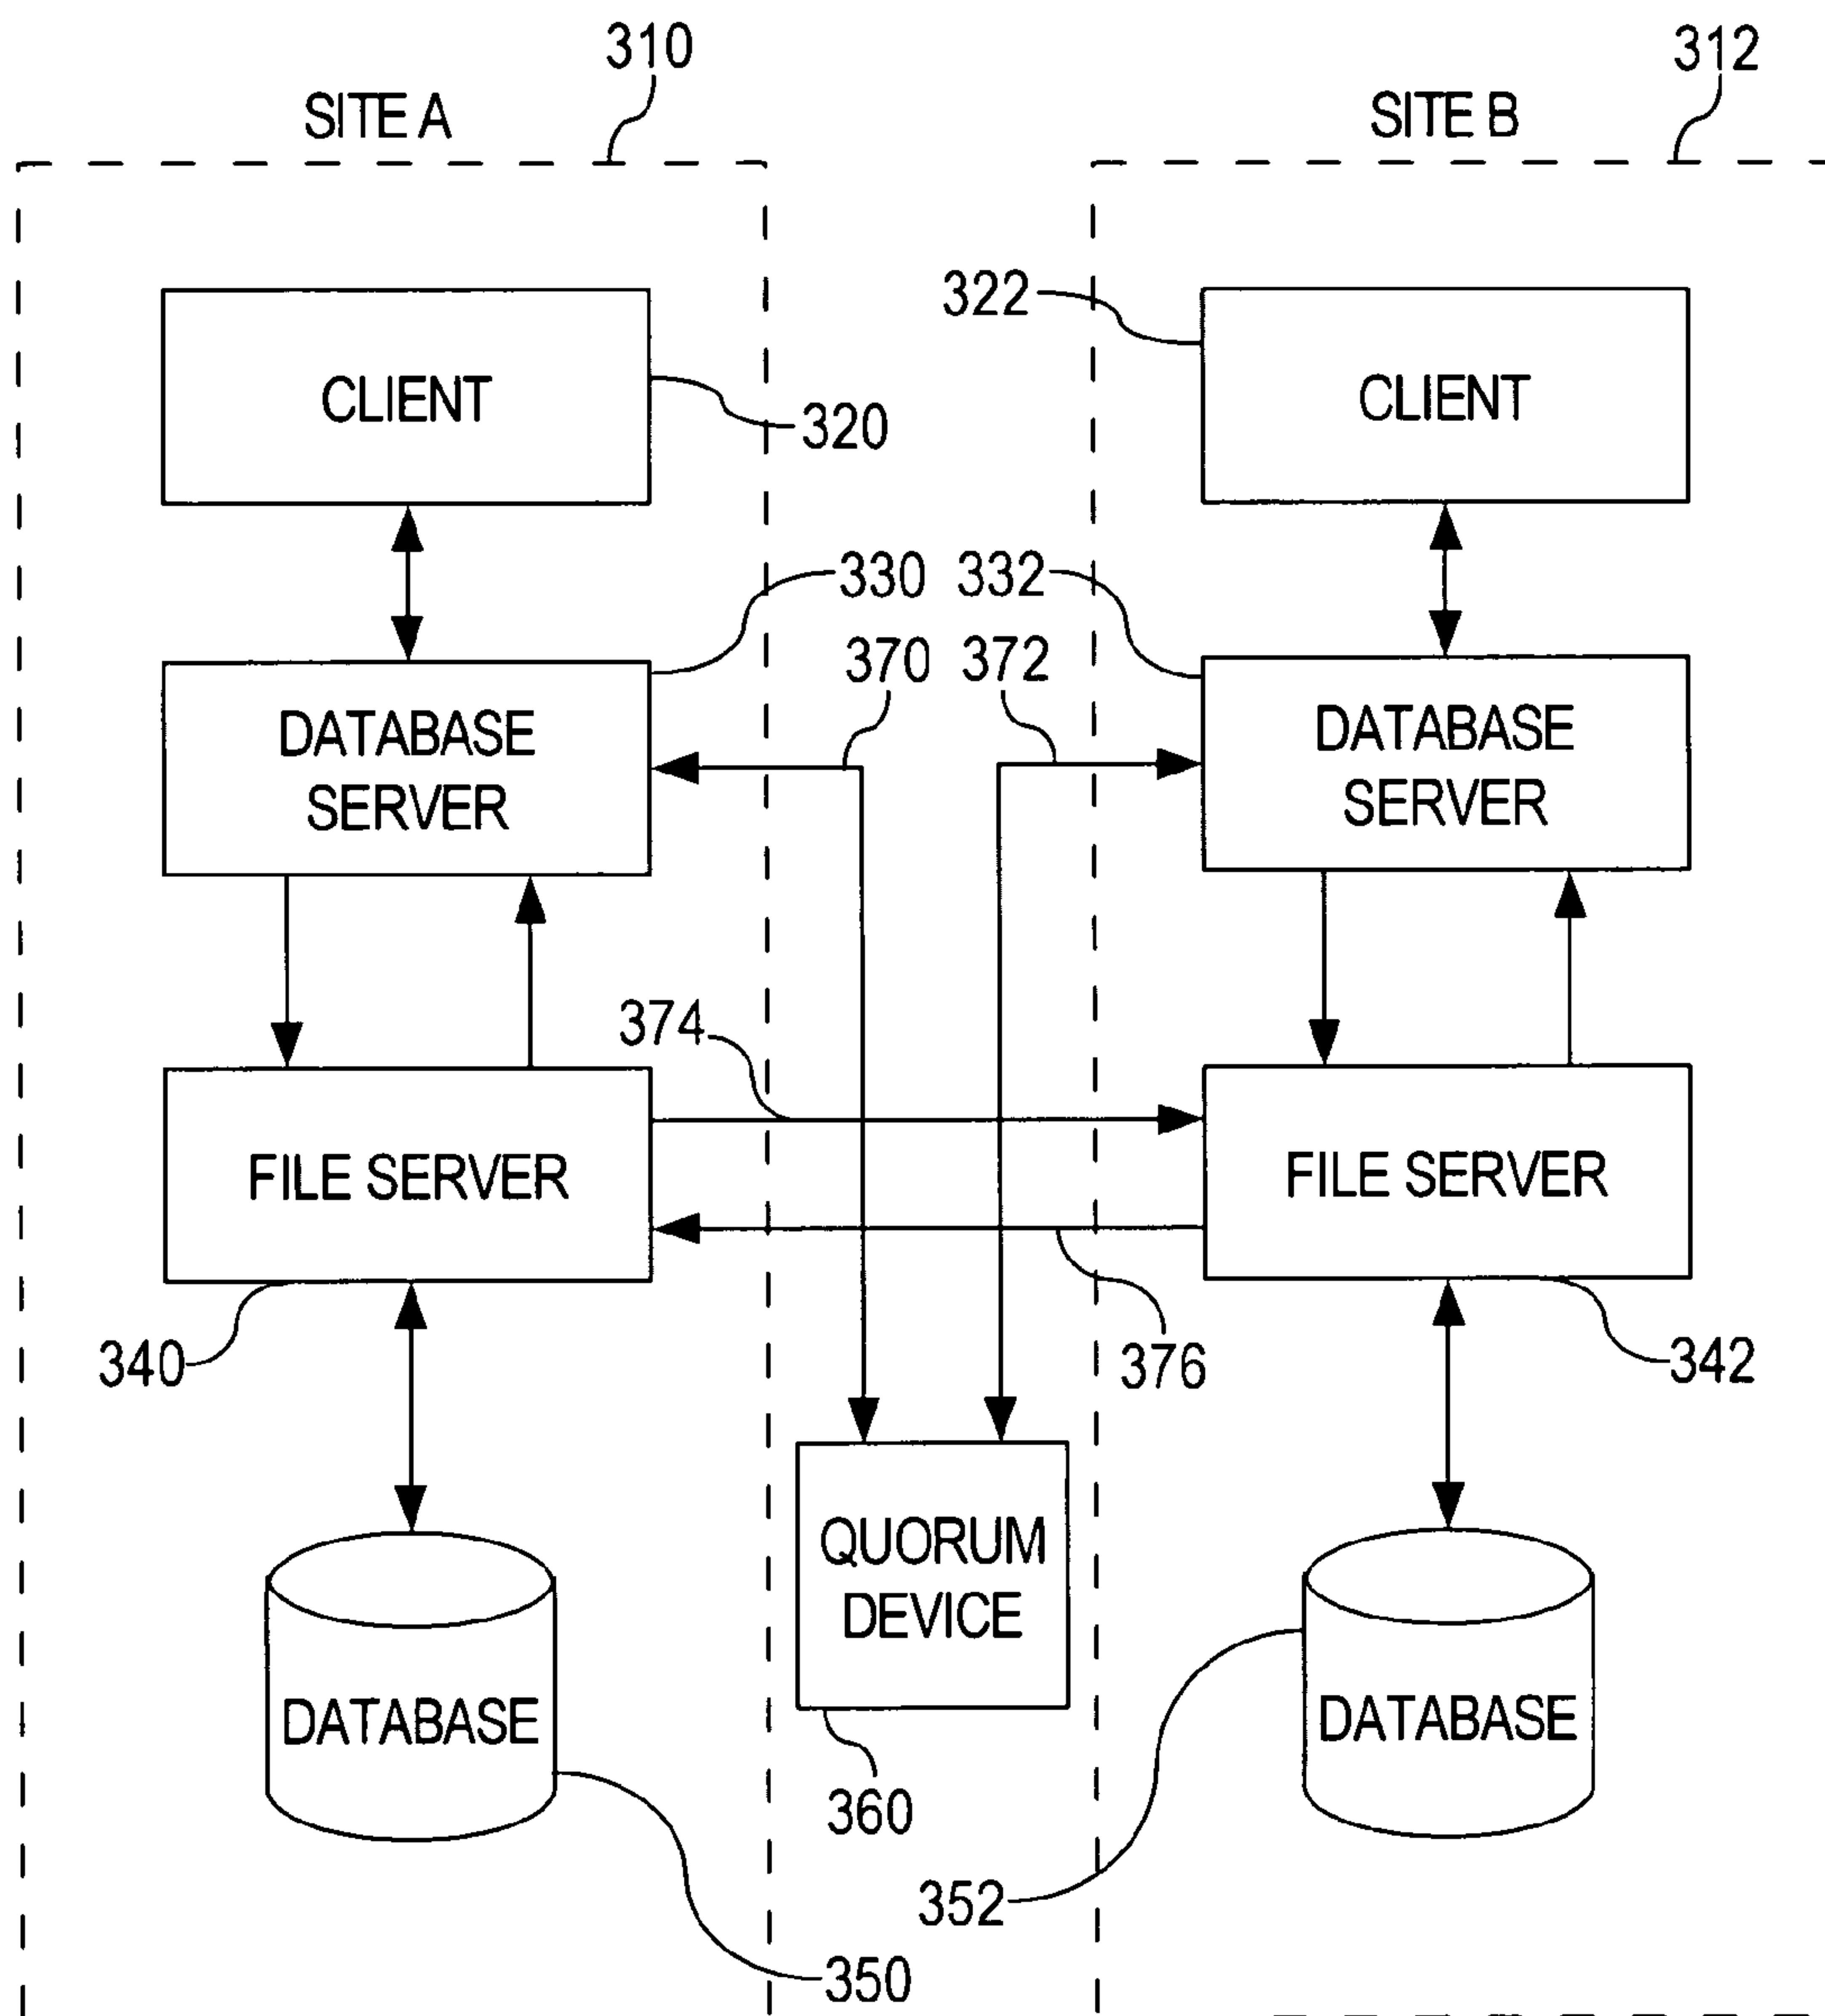 310
312
SITE A
SITE B
322
CLIENT
CLIENT
320
330
332
370
372
DATABASE
SERVER
DATABASE
SERVER
374
FILE SERVER
FILE SERVER
340
376
342
QUORUM
DEVICE
DATABASE
DATABASE
360
352
350